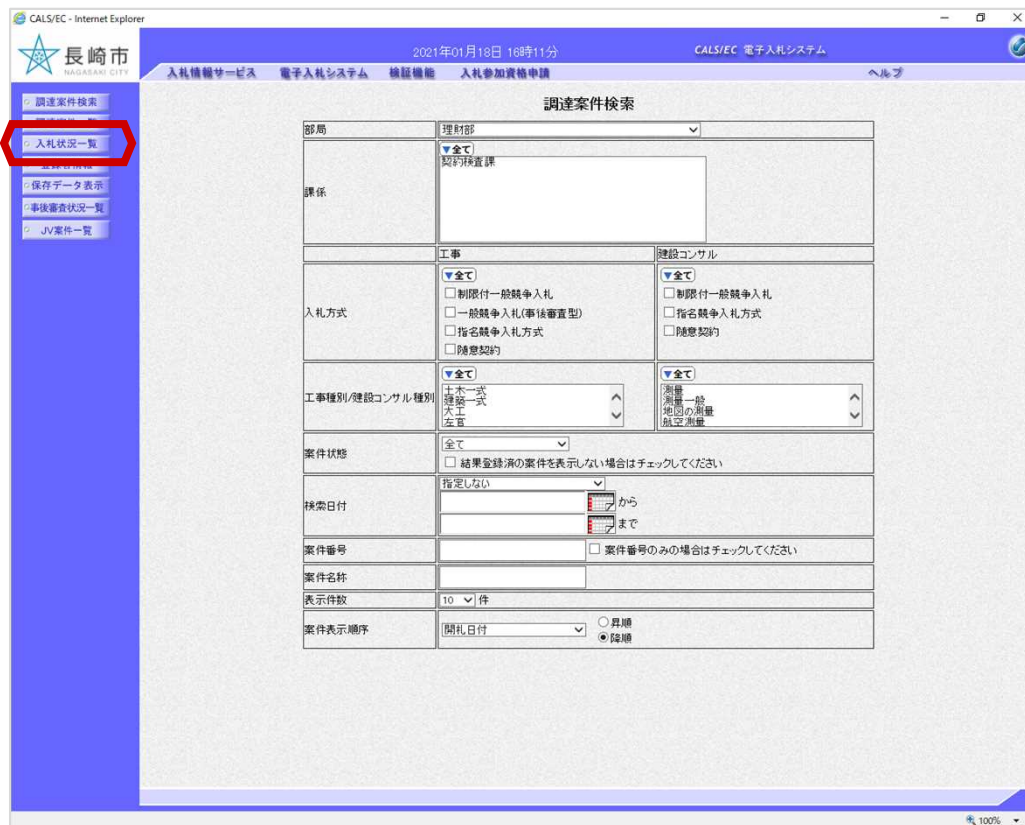 CALS/EC - Internet Explorer
長崎市
NAGASAKI CITY
2021年01月18日 16時11分
CALS/EC 電子入札システム
入札情報サービス 電子入札システム 検証機能 入札参加資格申請 ヘルプ
調達案件検索
入札状況一覧
保存データ表示
事後審査状況一覧
JV案件一覧
調達案件検索
部局 理財部
▼全て
契約検査課
課係
工事 建設コンサル
▼全て ▼全て
制限付一般競争入札 制限付一般競争入札
入札方式 一般競争入札(事後審査型) 指名競争入札方式
指名競争入札方式 随意契約
随意契約
▼全て ▼全て
工事種別/建設コンサル種別
土木一式 測量
建築一式 測量一般
大工 地図の測量
左官 航空測量
案件状態 全て
結果登録済の案件を表示しない場合はチェックしてください
指定しない
検索日付 から
まで
案件番号 案件番号のみの場合はチェックしてください
案件名称
表示件数 10 件
案件表示順序 開札日付 昇順
降順
100%